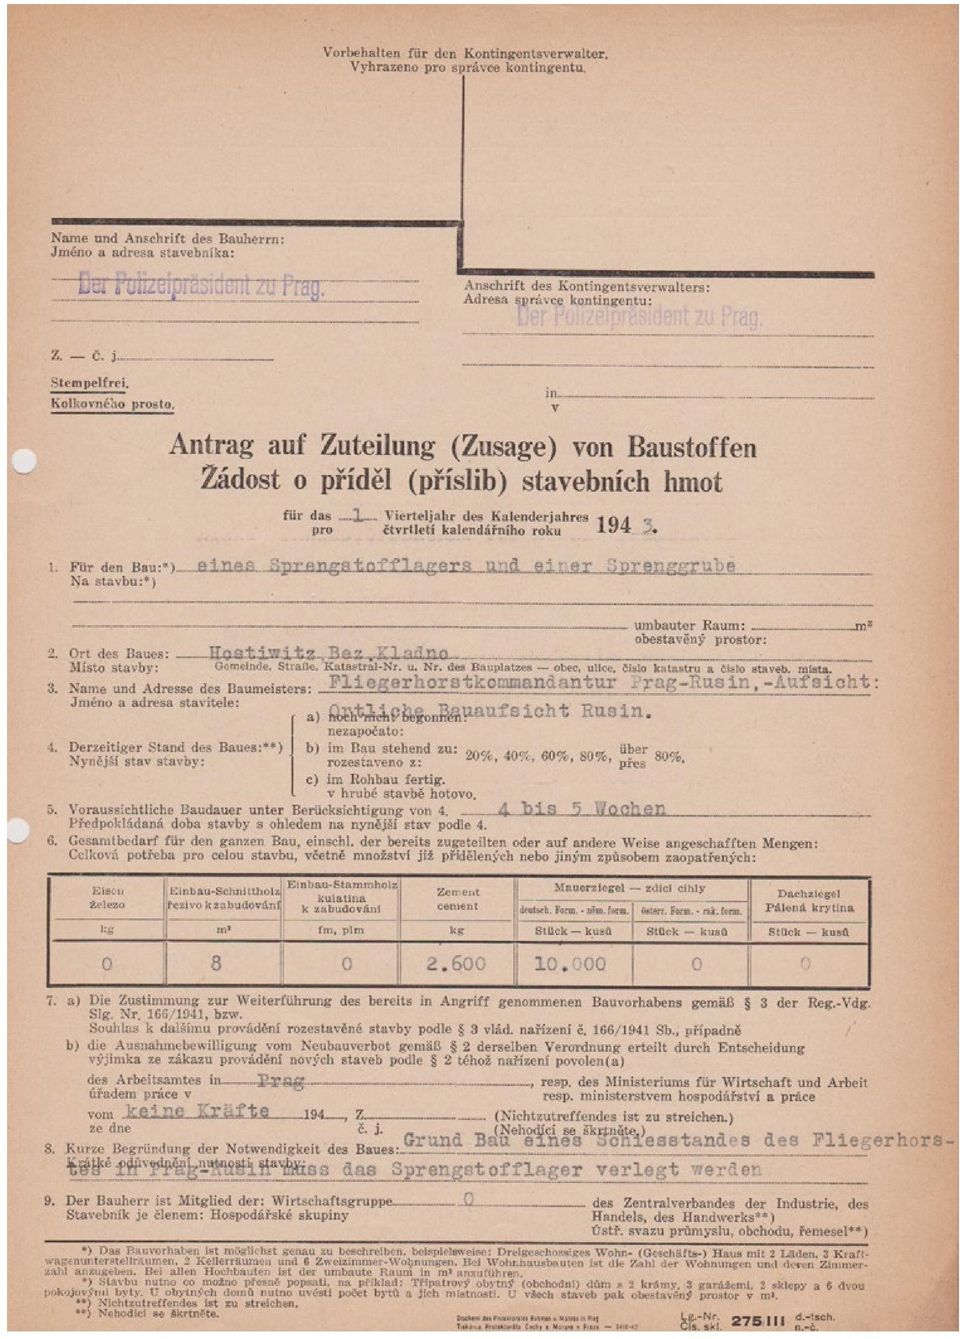 Vorbehalten für den Kontingentsverwalter.
Vyhrazeno pro správce kontingentu.
Name und Anschrift des Bauherrn:
Jméno a adresa stavebníka:
Der Polizeipräsident zu Prag.
Anschrift des Kontingentsverwalters:
Adresa správce kontingentu:
Der Polizeipräsident zu Prag.
Z. — Č. j.
Stempelfrei.
Kolkovného prosto.
in
v
Antrag auf Zuteilung (Zusage) von Baustoffen
Žádost o příděl (příslib) stavebních hmot
für das 1 Vierteljahr des Kalenderjahres 194 3.
pro čtvrtletí kalendářního roku
1. Für den Bau:*) eines Sprengstofflagers und einer Sprenggrube
Na stavbu:*)
umbauter Raum: m³
obestavěný prostor:
2. Ort des Baues: Hostiwitz Bez.Kladno
Místo stavby: Gemeinde, Straße, Katastral-Nr. u. Nr. des Bauplatzes — obec, ulice, číslo katastru a číslo staveb. místa.
3. Name und Adresse des Baumeisters: Fliegerhorstkommandantur Prag-Rusin,-Aufsicht:
Jméno a adresa stavitele:
Örtliche Bauaufsicht Rusin.
a) noch nicht begonnen:
nezapočato:
4. Derzeitiger Stand des Baues:**) b) im Bau stehend zu: 20%, 40%, 60%, 80%, über 80%.
Nynější stav stavby: rozestaveno z: přes
c) im Rohbau fertig.
v hrubé stavbě hotovo.
5. Voraussichtliche Baudauer unter Berücksichtigung von 4. 4 bis 5 Wochen
Předpokládaná doba stavby s ohledem na nynější stav podle 4.
6. Gesamtbedarf für den ganzen Bau, einschl. der bereits zugeteilten oder auf andere Weise angeschafften Mengen:
Celková potřeba pro celou stavbu, včetně množství již přidělených nebo jiným způsobem zaopatřených:
Eisen Einbau-Schnittholz Einbau-Stammholz Zement Mauerziegel — zdicí cihly Dachziegel
železo řezivo k zabudování kulatina k zabudování cement deutsch. Form. - něm. form. österr. Form. - rak. form. Pálená krytina
kg m³ fm, plm kg Stück — kusů Stück — kusů Stück — kusů
0 8 0 2.600 10.000 0 0
7. a) Die Zustimmung zur Weiterführung des bereits in Angriff genommenen Bauvorhabens gemäß § 3 der Reg.-Vdg.
Slg. Nr. 166/1941, bzw.
Souhlas k dalšímu provádění rozestavěné stavby podle § 3 vlád. nařízení č. 166/1941 Sb., případně
b) die Ausnahmebewilligung vom Neubauverbot gemäß § 2 derselben Verordnung erteilt durch Entscheidung
výjimka ze zákazu provádění nových staveb podle § 2 téhož nařízení povolen(a)
des Arbeitsamtes in Prag, resp. des Ministeriums für Wirtschaft und Arbeit
úřadem práce v resp. ministerstvem hospodářství a práce
vom keine Kräfte 194 , Z. (Nichtzutreffendes ist zu streichen.)
ze dne č. j. (Nehodící se škrtněte.)
8. Kurze Begründung der Notwendigkeit des Baues: Grund Bau eines Schiesstandes des Fliegerhors-
Krátké odůvodnění nutnosti stavby:
tes in Prag-Rusin muss das Sprengstofflager verlegt werden
9. Der Bauherr ist Mitglied der: Wirtschaftsgruppe 0 des Zentralverbandes der Industrie, des
Stavebník je členem: Hospodářské skupiny Handels, des Handwerks**)
Ústř. svazu průmyslu, obchodu, řemesel**)
*) Das Bauvorhaben ist möglichst genau zu beschreiben, beispielsweise: Dreigeschossiges Wohn- (Geschäfts-) Haus mit 2 Läden, 3 Kraft-
wagenunterstellräumen, 2 Kellerräumen und 6 Zweizimmer-Wohnungen. Bei Wohnhausbauten ist die Zahl der Wohnungen und deren Zimmer-
zahl anzugeben. Bei allen Hochbauten ist der umbaute Raum in m³ anzuführen.
*) Stavbu nutno co možno přesně popsati, na příklad: Třípatrový obytný (obchodní) dům s 2 krámy, 3 garážemi, 2 sklepy a 6 dvou
pokojovými byty. U obytných domů nutno uvésti počet bytů a jich místností. U všech staveb pak obestavěný prostor v m³.
**) Nichtzutreffendes ist zu streichen.
**) Nehodící se škrtněte.
Druckerei des Protektorates Böhmen u. Mähren in Prag
Tiskárna Protektorátu Čechy a Morava v Praze
Lg.-Nr. 275/III d.-tsch.
Čís. skl. n.-č.